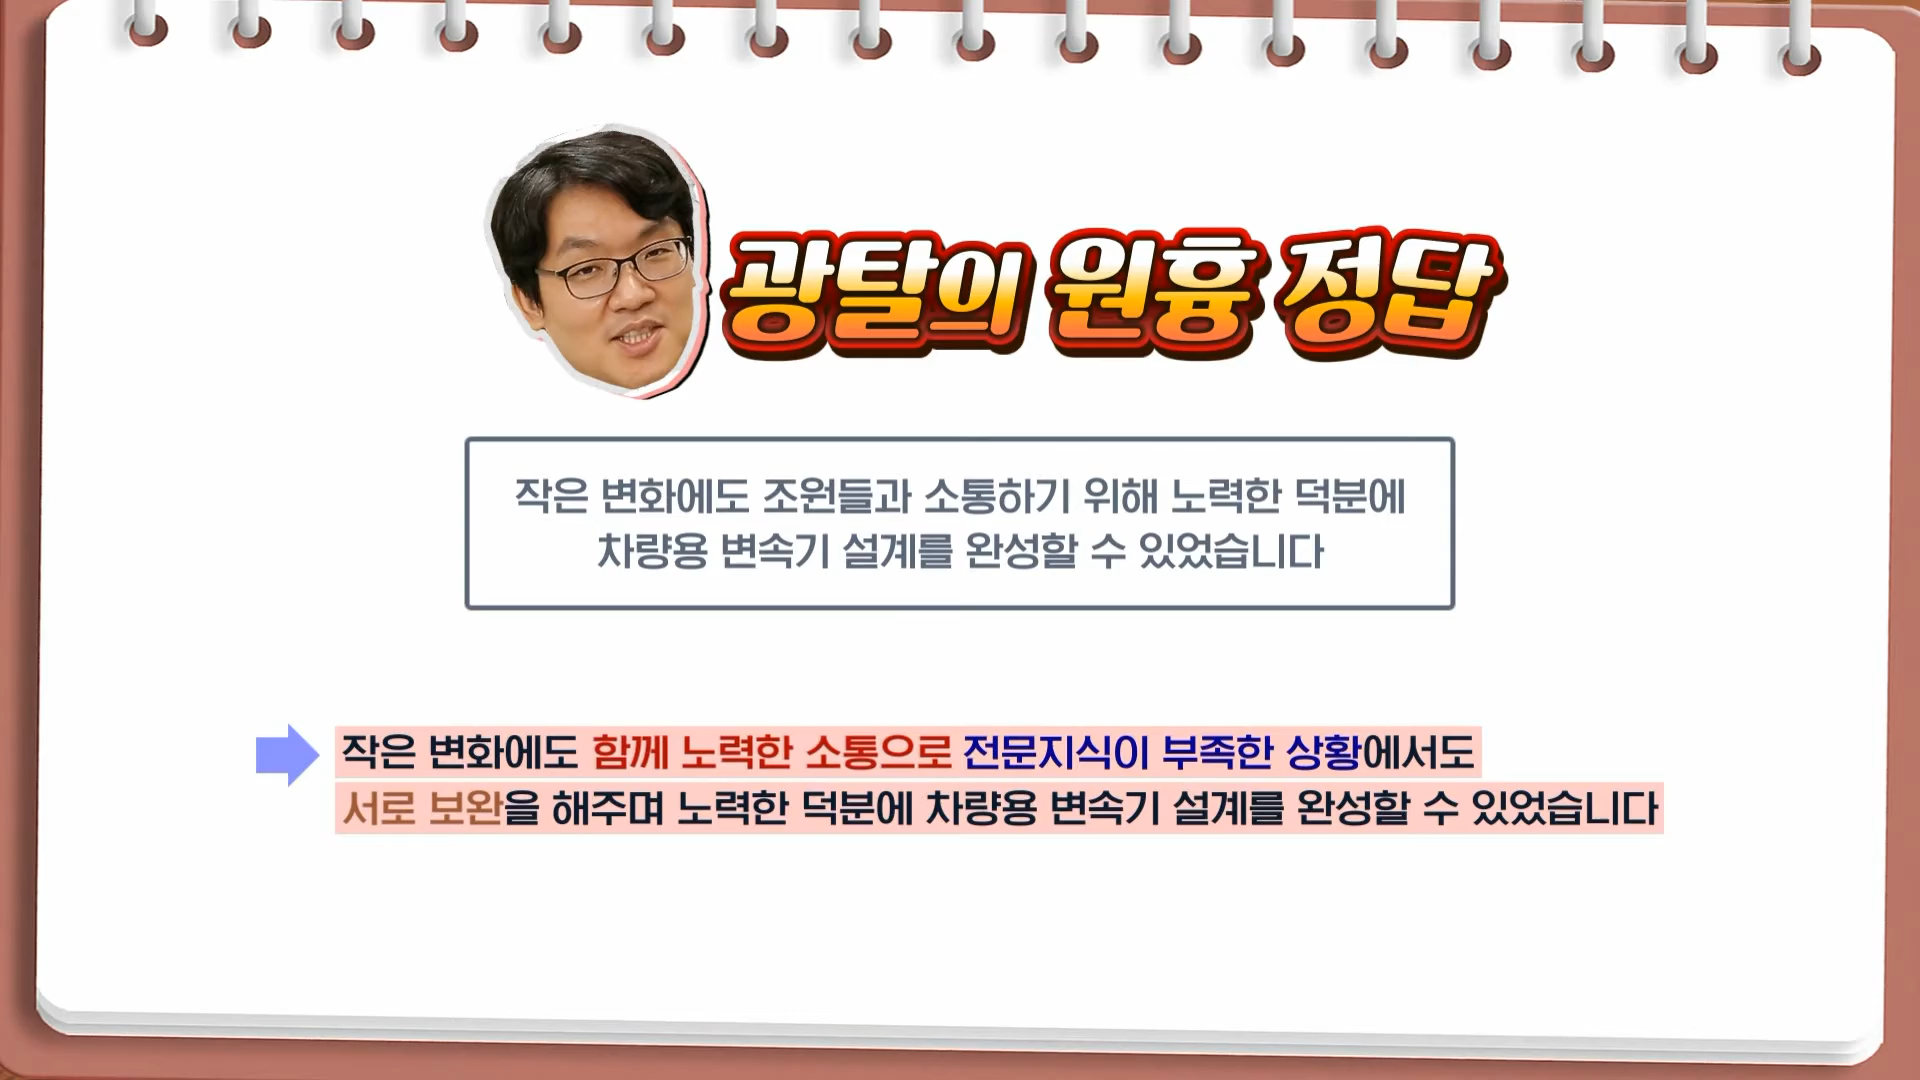 광탈의 원흉 정답
작은 변화에도 조원들과 소통하기 위해 노력한 덕분에
차량용 변속기 설계를 완성할 수 있었습니다
작은 변화에도 함께 노력한 소통으로 전문지식이 부족한 상황에서도
서로 보완을 해주며 노력한 덕분에 차량용 변속기 설계를 완성할 수 있었습니다